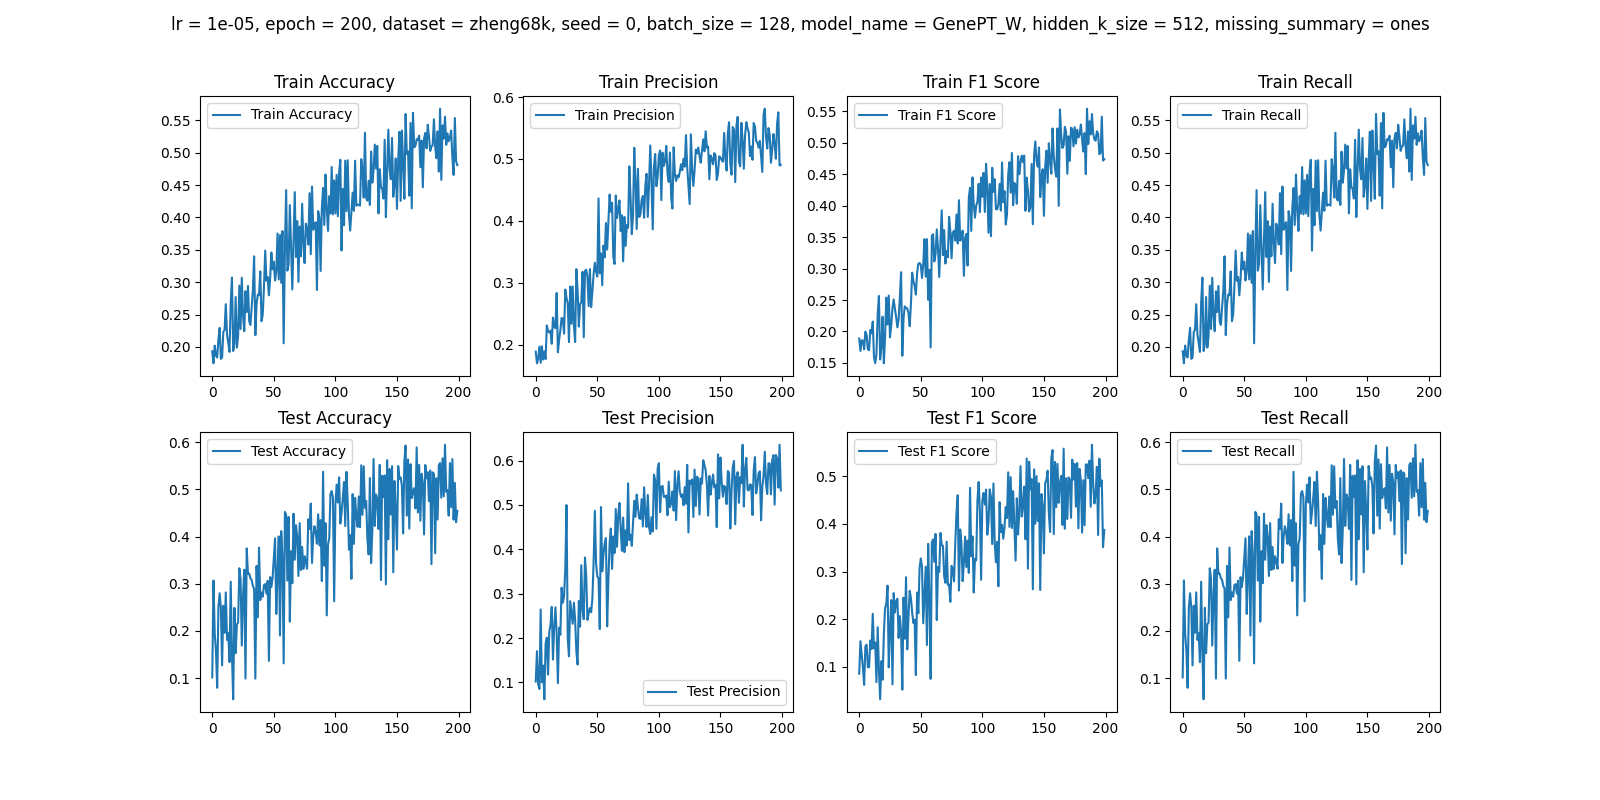 lr = 1e-05, epoch = 200, dataset = zheng68k, seed = 0, batch_size = 128, model_name = GenePT_W, hidden_k_size = 512, missing_summary = ones
Train Accuracy
Train Precision
Train F1 Score
Train Recall
Train Accuracy
Train Precision
Train F1 Score
Train Recall
0.55
0.50
0.45
0.40
0.35
0.30
0.25
0.20
0.6
0.5
0.4
0.3
0.2
0.55
0.50
0.45
0.40
0.35
0.30
0.25
0.20
0.15
0.55
0.50
0.45
0.40
0.35
0.30
0.25
0.20
0 50 100 150 200
0 50 100 150 200
0 50 100 150 200
0 50 100 150 200
Test Accuracy
Test Precision
Test F1 Score
Test Recall
Test Accuracy
Test F1 Score
Test Recall
0.6
0.5
0.4
0.3
0.2
0.1
0.6
0.5
0.4
0.3
0.2
0.1
0.5
0.4
0.3
0.2
0.1
0.6
0.5
0.4
0.3
0.2
0.1
Test Precision
0 50 100 150 200
0 50 100 150 200
0 50 100 150 200
0 50 100 150 200